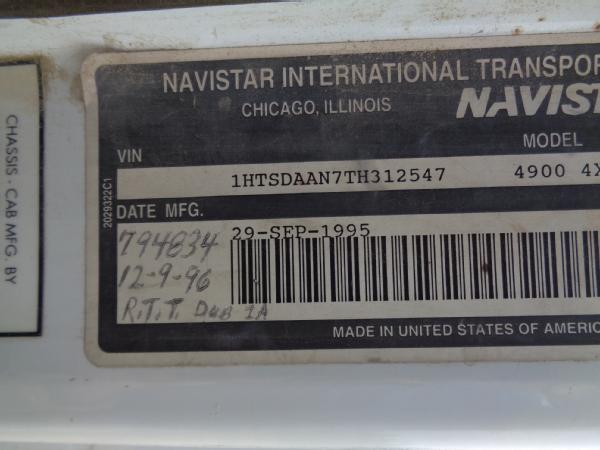 NAVISTAR INTERNATIONAL TRANSPOR
CHICAGO, ILLINOIS
NAVIST
VIN
MODEL
1HTSDAAN7TH312547
4900 4X
DATE MFG.
29-SEP-1995
794834
12-9-96
R.T.T. DUB IA
MADE IN UNITED STATES OF AMERIC
2029322C1
CHASSIS - CAB MFG. BY